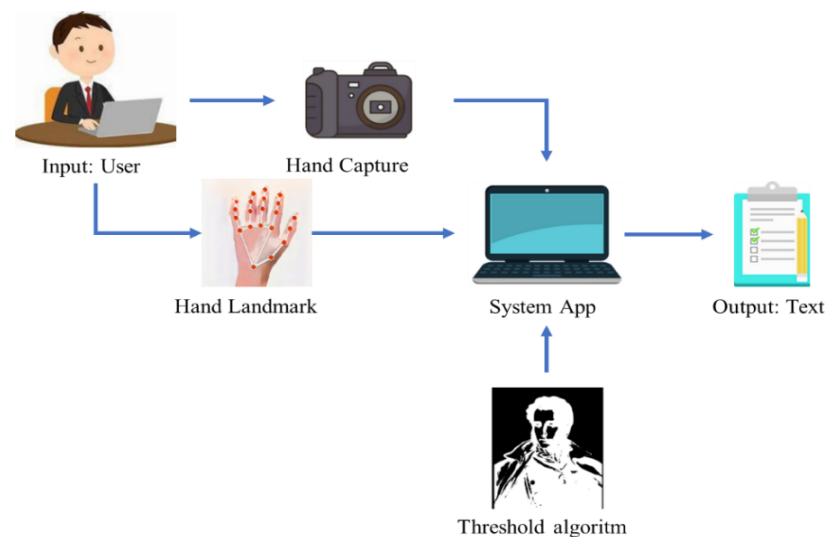 Input: User
Hand Capture
Hand Landmark
System App
Output: Text
Threshold algoritm